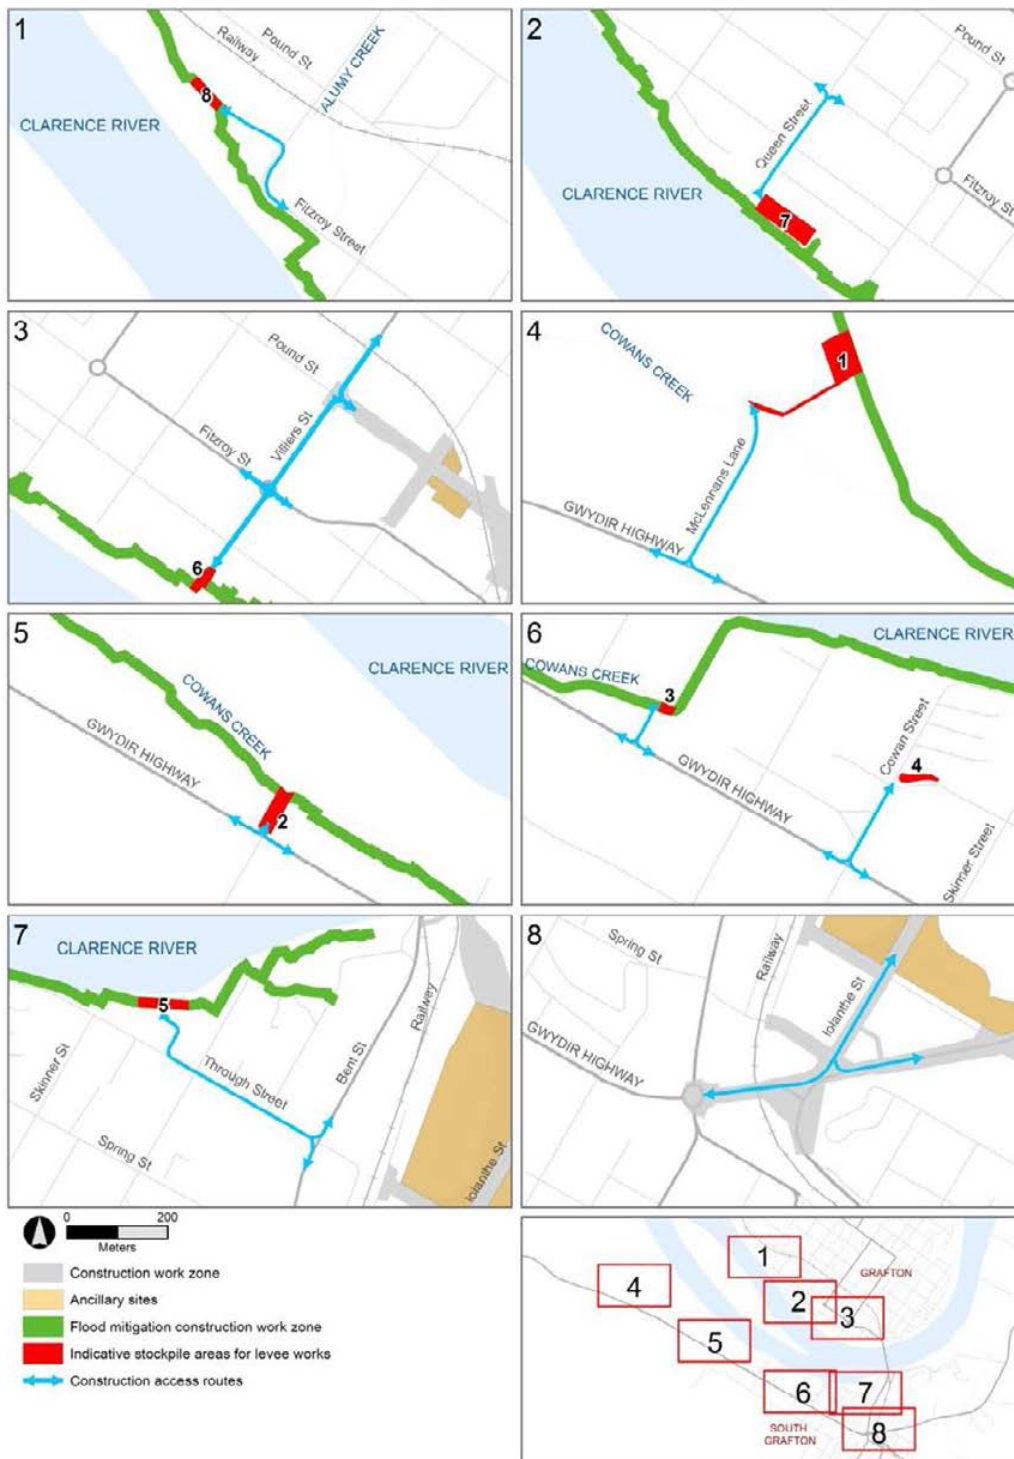 1
Pound St
Railway
ALUMY CREEK
8
CLARENCE RIVER
Fitzroy Street
2
Pound St
Queen Street
CLARENCE RIVER
Fitzroy St
7
3
Pound St
Villiers St
Fitzroy St
6
4
COWANS CREEK
1
McLennans Lane
GWYDIR HIGHWAY
5
CLARENCE RIVER
COWANS CREEK
GWYDIR HIGHWAY
2
6
CLARENCE RIVER
COWANS CREEK
3
Cowan Street
GWYDIR HIGHWAY
4
Skinner Street
7
CLARENCE RIVER
5
Railway
Bent St
Skinner St
Through Street
Spring St
Iolanthe St
8
Spring St
Railway
Iolanthe St
GWYDIR HIGHWAY
0 200
Meters
Construction work zone
Ancillary sites
Flood mitigation construction work zone
Indicative stockpile areas for levee works
Construction access routes
1
GRAFTON
4
2
3
5
6
7
SOUTH
GRAFTON
8